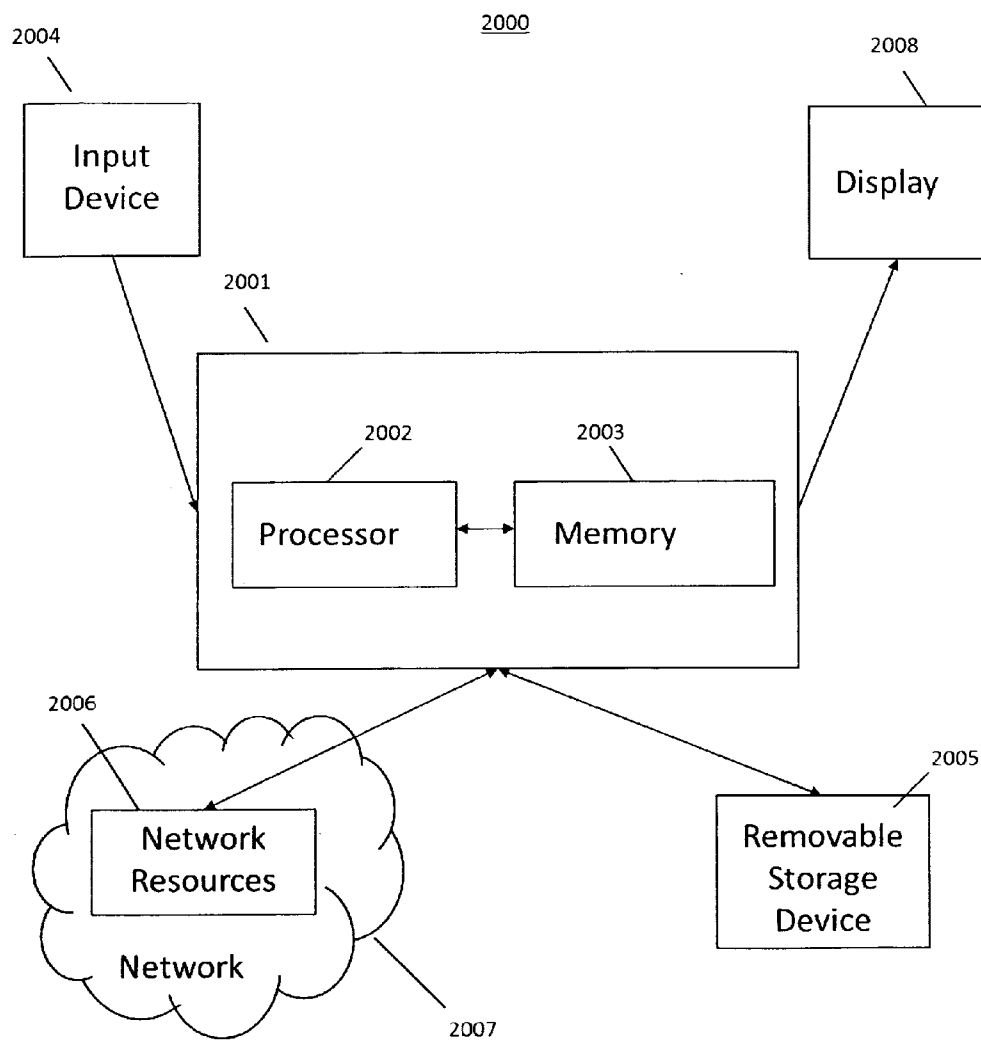 2000
2004
2008
Input
Device
Display
2001
2002
2003
Processor
Memory
2006
2005
Network
Resources
Removable
Storage
Device
Network
2007